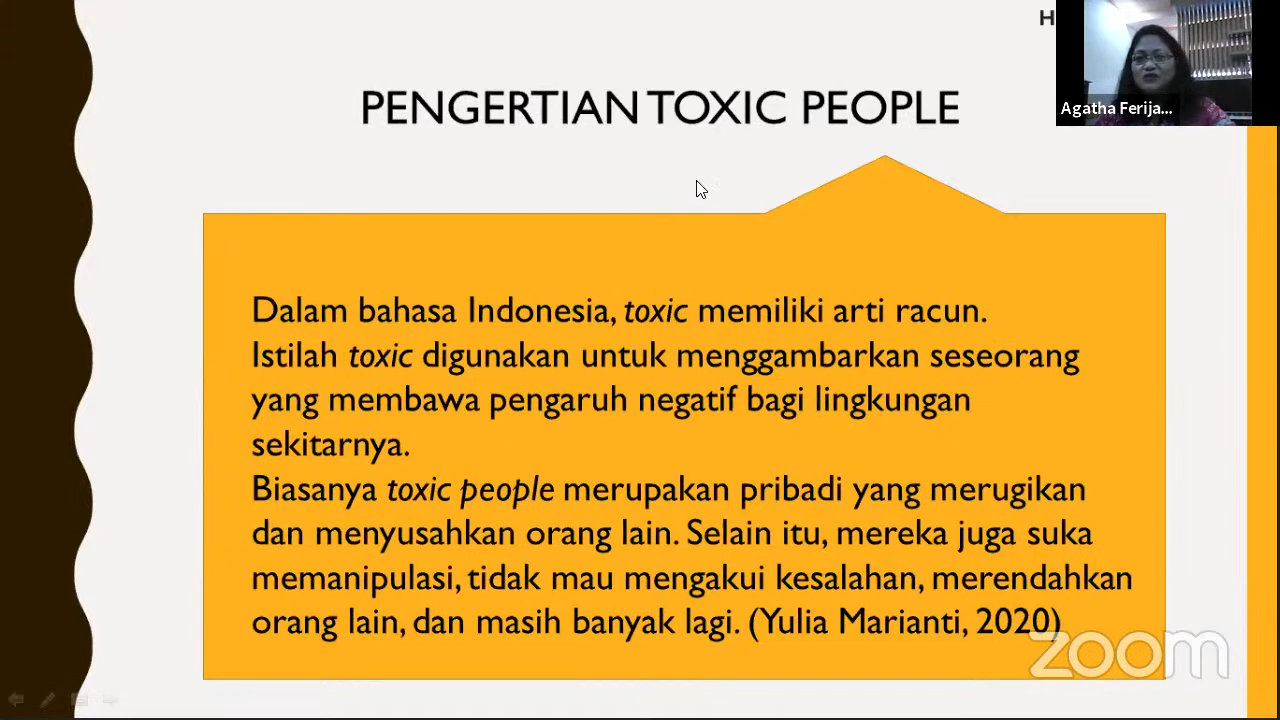 H
Agatha Ferija...
PENGERTIAN TOXIC PEOPLE
Dalam bahasa Indonesia, toxic memiliki arti racun.
Istilah toxic digunakan untuk menggambarkan seseorang
yang membawa pengaruh negatif bagi lingkungan
sekitarnya.
Biasanya toxic people merupakan pribadi yang merugikan
dan menyusahkan orang lain. Selain itu, mereka juga suka
memanipulasi, tidak mau mengakui kesalahan, merendahkan
orang lain, dan masih banyak lagi. (Yulia Marianti, 2020)
zoom